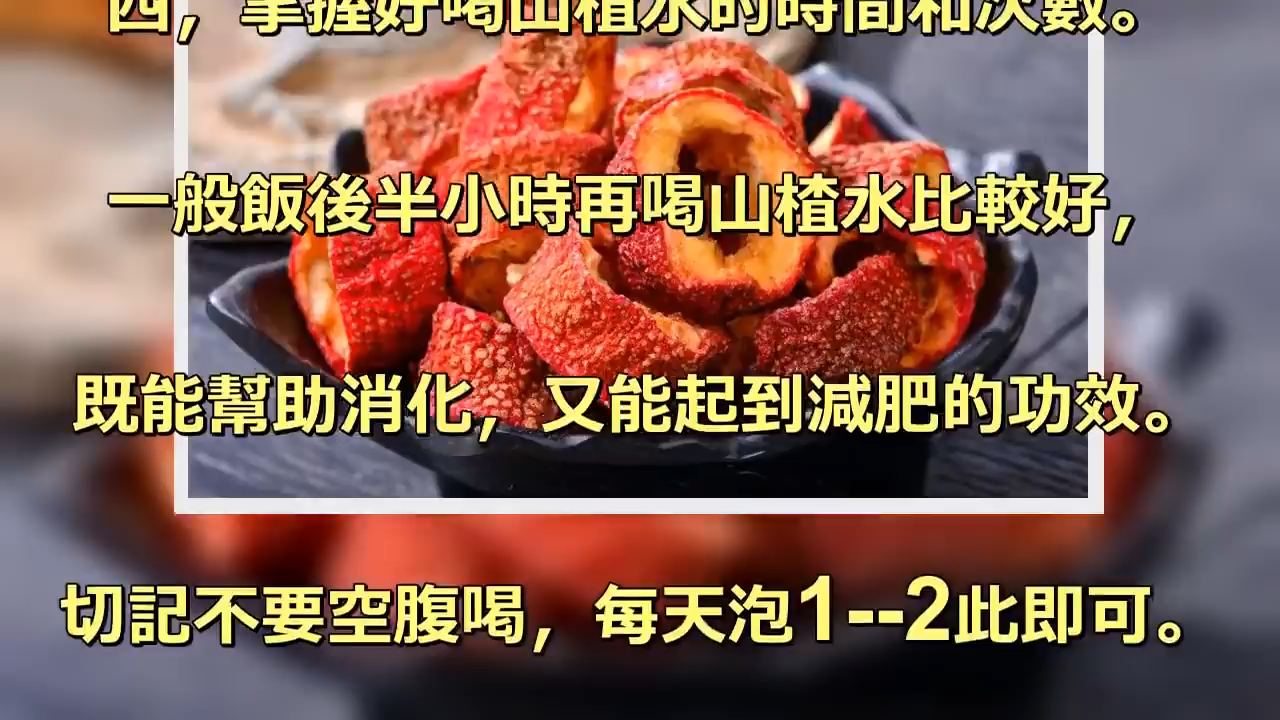 四，掌握好喝山楂水的時間和次數。
一般飯後半小時再喝山楂水比較好，
既能幫助消化，又能起到減肥的功效。
切記不要空腹喝，每天泡1--2此即可。